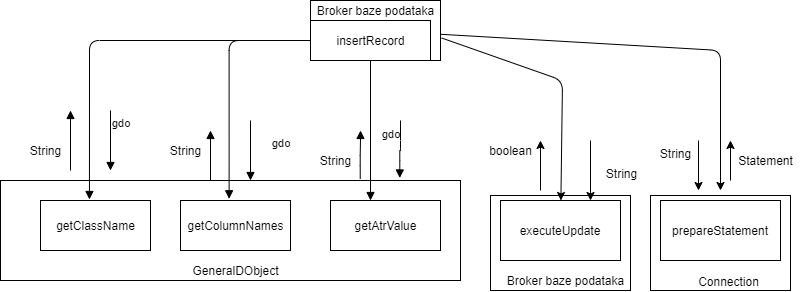 Broker baze podataka
insertRecord
String
gdo
String
gdo
String
gdo
boolean
String
String
Statement
getClassName
getColumnNames
getAtrValue
executeUpdate
prepareStatement
GeneralDObject
Broker baze podataka
Connection